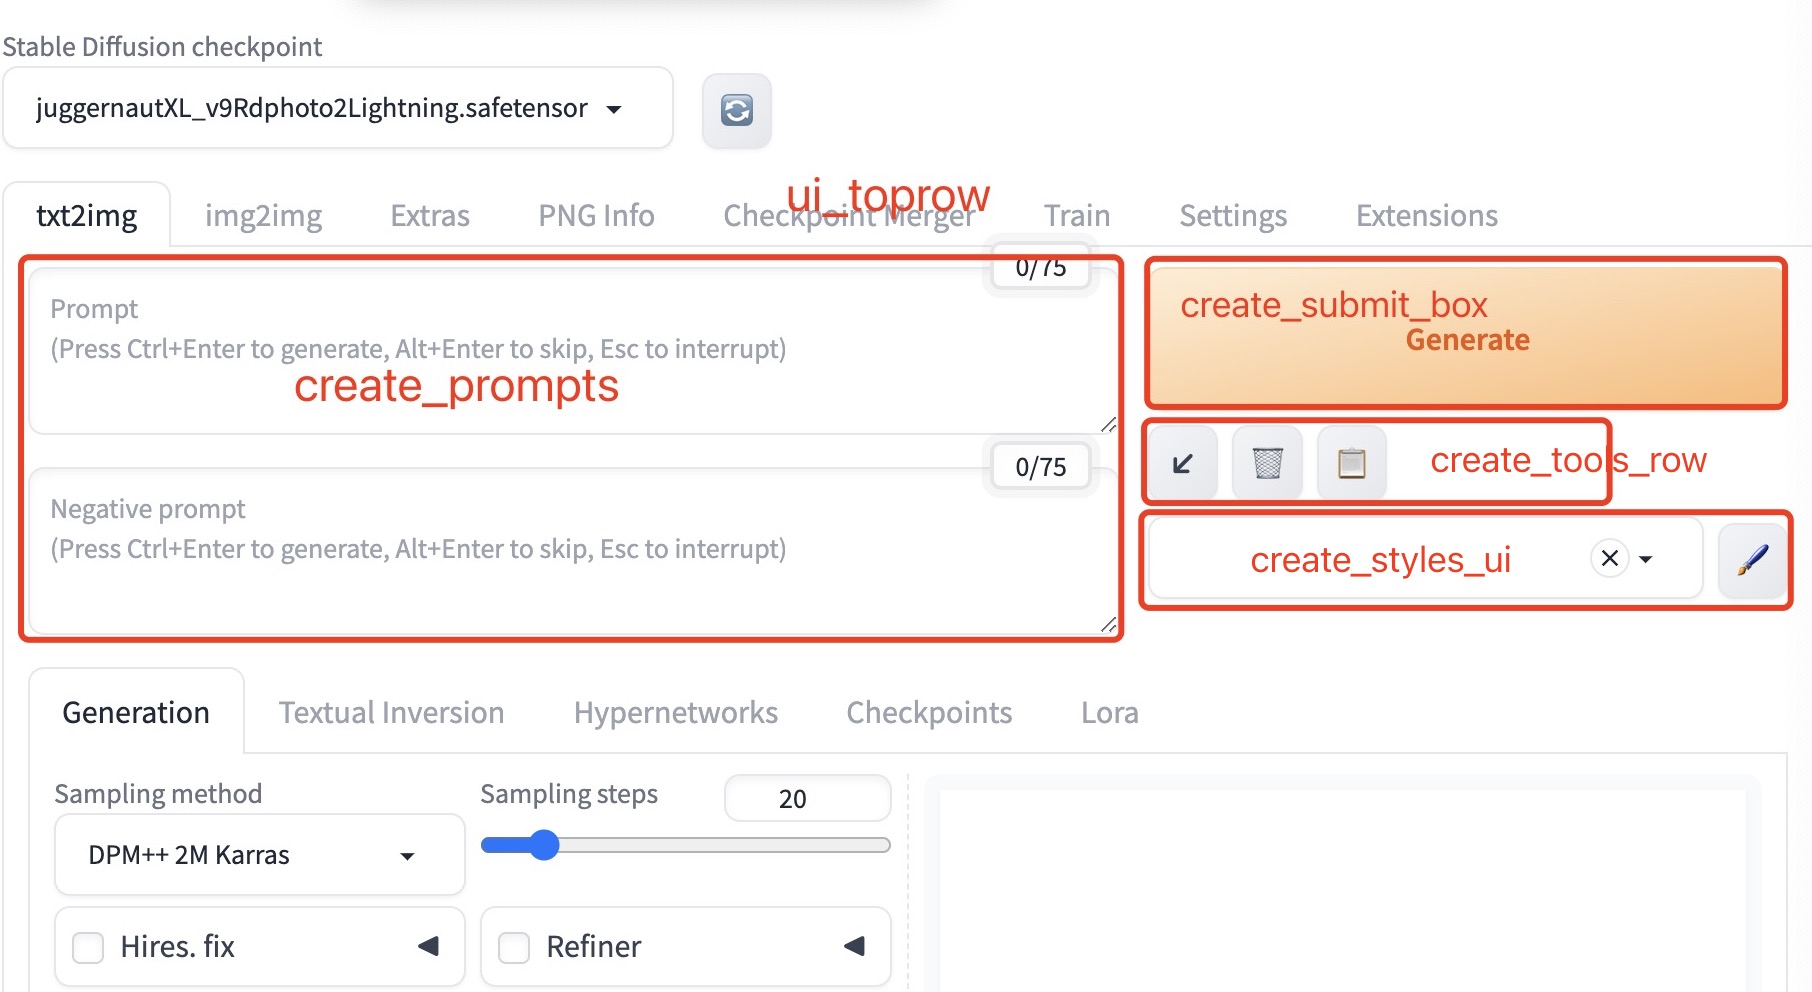 Stable Diffusion checkpoint
juggernautXL_v9Rdphoto2Lightning.safetensor
ui_toprow
txt2img img2img Extras PNG Info Checkpoint Merger Train Settings Extensions
0/75
Prompt
(Press Ctrl+Enter to generate, Alt+Enter to skip, Esc to interrupt)
create_prompts
create_submit_box
Generate
0/75
Negative prompt
(Press Ctrl+Enter to generate, Alt+Enter to skip, Esc to interrupt)
create_tools_row
create_styles_ui
Generation Textual Inversion Hypernetworks Checkpoints Lora
Sampling method
DPM++ 2M Karras
Sampling steps 20
Hires. fix
Refiner